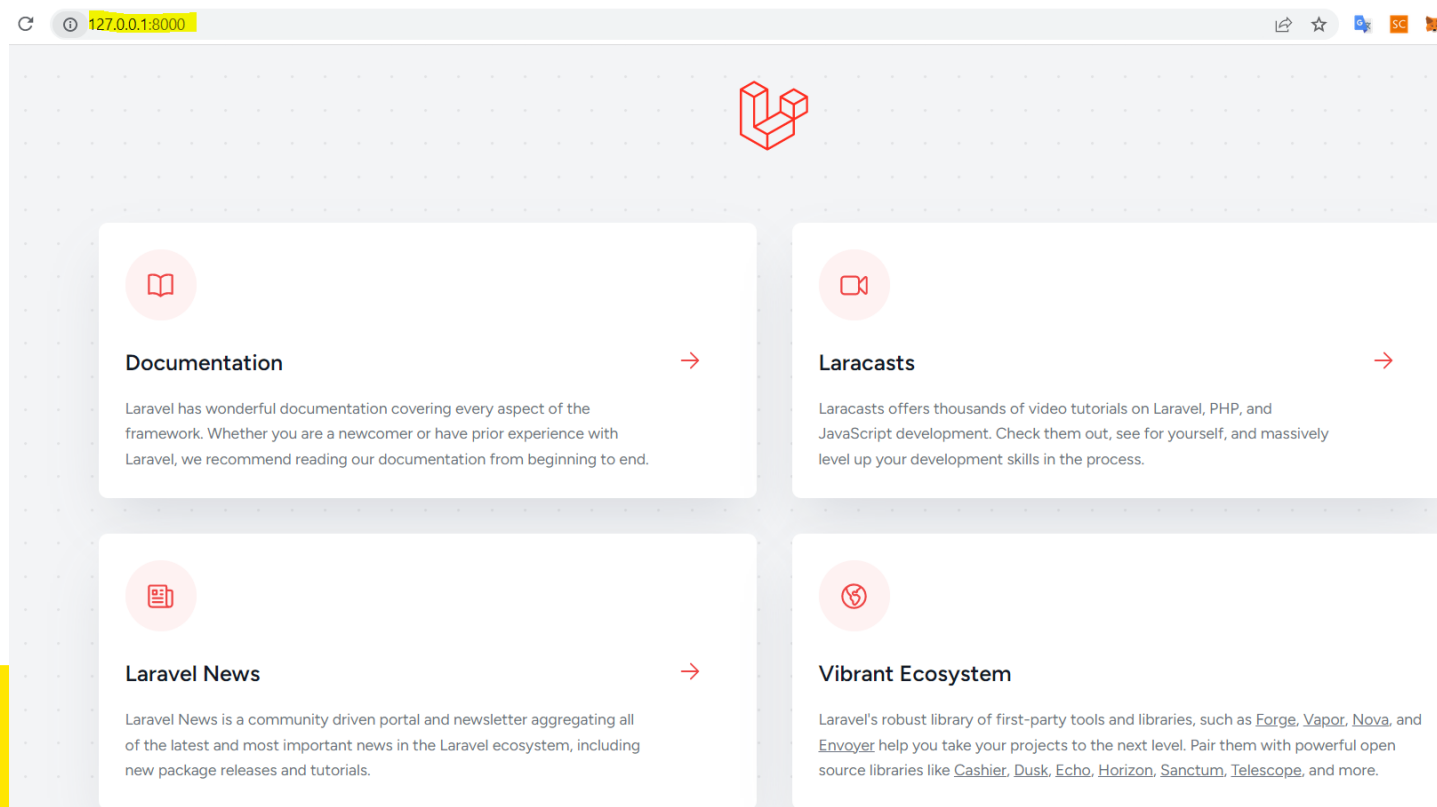 127.0.0.1:8000
SC
Documentation
Laravel has wonderful documentation covering every aspect of the
framework. Whether you are a newcomer or have prior experience with
Laravel, we recommend reading our documentation from beginning to end.
Laracasts
Laracasts offers thousands of video tutorials on Laravel, PHP, and
JavaScript development. Check them out, see for yourself, and massively
level up your development skills in the process.
Laravel News
Laravel News is a community driven portal and newsletter aggregating all
of the latest and most important news in the Laravel ecosystem, including
new package releases and tutorials.
Vibrant Ecosystem
Laravel's robust library of first-party tools and libraries, such as Forge, Vapor, Nova, and
Envoyer help you take your projects to the next level. Pair them with powerful open
source libraries like Cashier, Dusk, Echo, Horizon, Sanctum, Telescope, and more.